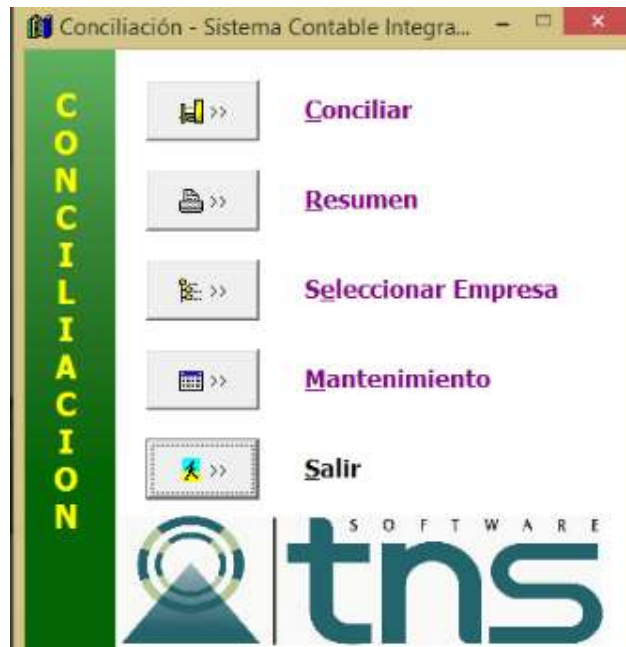 Conciliación - Sistema Contable Integra...
CONCILIACION
>> Conciliar
>> Resumen
>> Seleccionar Empresa
>> Mantenimiento
>> Salir
SOFTWARE
tns